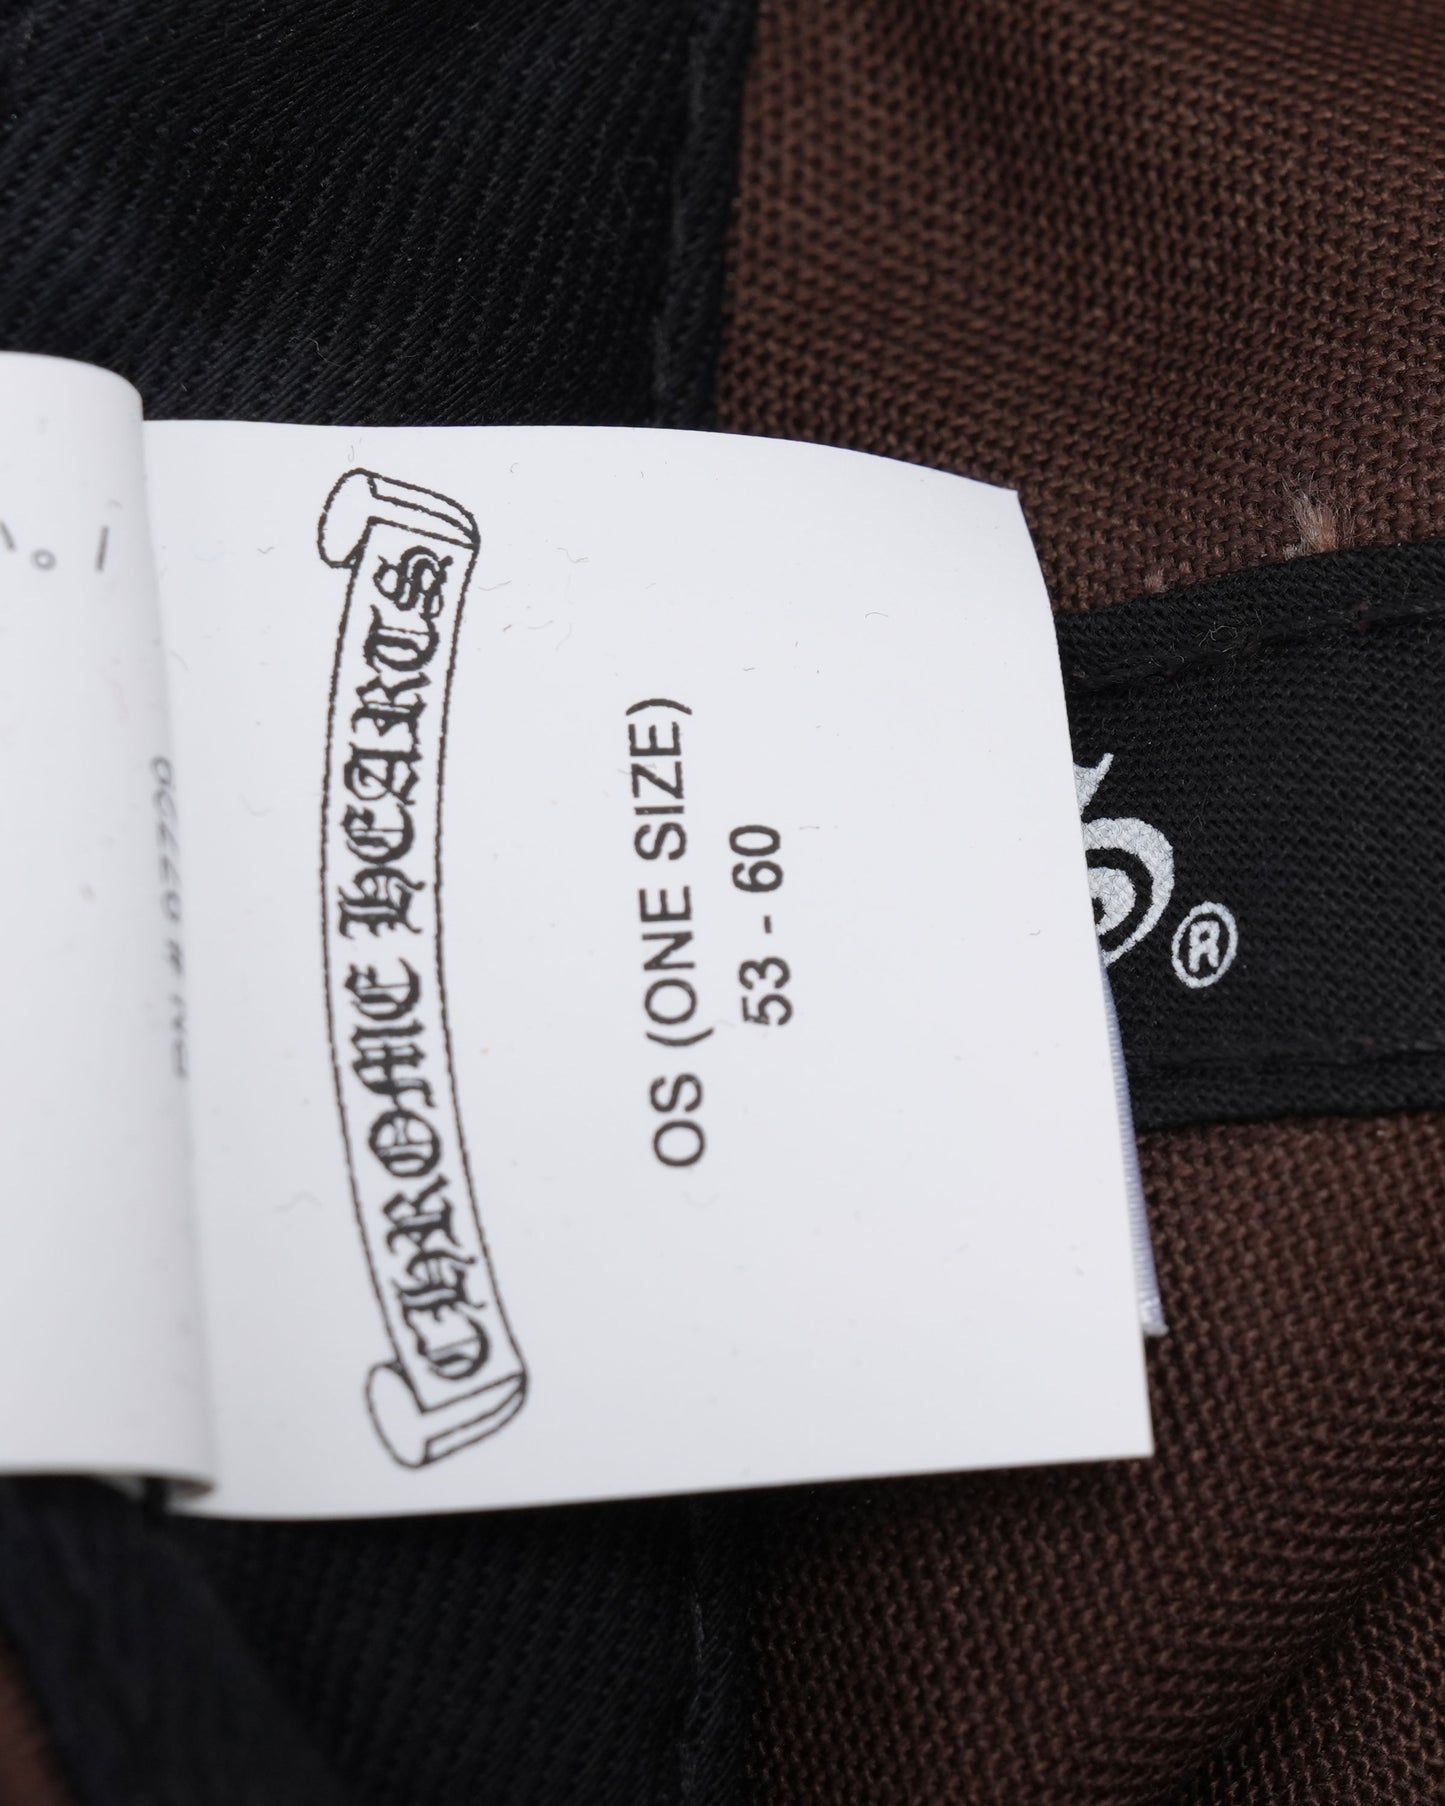 CHROME HEARTS
OS (ONE SIZE)
53 - 60
®